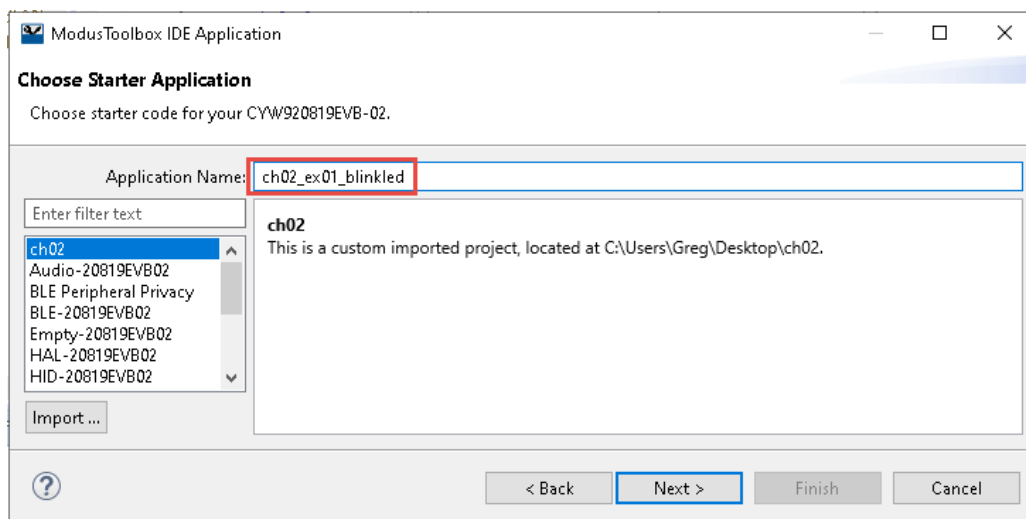 ModusToolbox IDE Application
Choose Starter Application
Choose starter code for your CYW920819EVB-02.
Application Name: ch02_ex01_blinkled
Enter filter text
ch02
Audio-20819EVB02
BLE Peripheral Privacy
BLE-20819EVB02
Empty-20819EVB02
HAL-20819EVB02
HID-20819EVB02
Import ...
ch02
This is a custom imported project, located at C:\Users\Greg\Desktop\ch02.
?
< Back Next > Finish Cancel